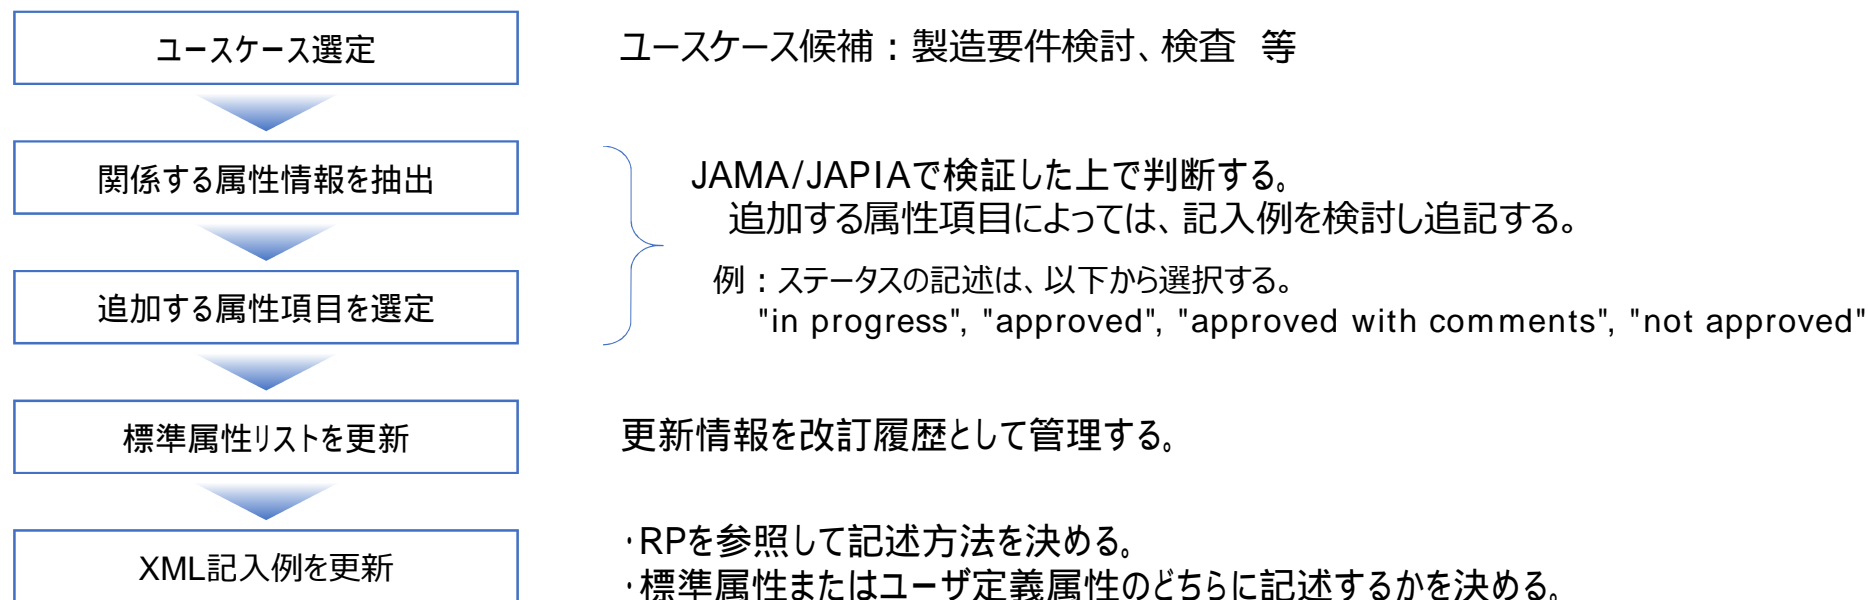 ユースケース選定
ユースケース候補：製造要件検討、検査　等
関係する属性情報を抽出
JAMA/JAPIAで検証した上で判断する。
追加する属性項目によっては、記入例を検討し追記する。
追加する属性項目を選定
例：ステータスの記述は、以下から選択する。
"in progress", "approved", "approved with comments", "not approved"
標準属性リストを更新
更新情報を改訂履歴として管理する。
XML記入例を更新
･RPを参照して記述方法を決める。
･標準属性またはユーザ定義属性のどちらに記述するかを決める。